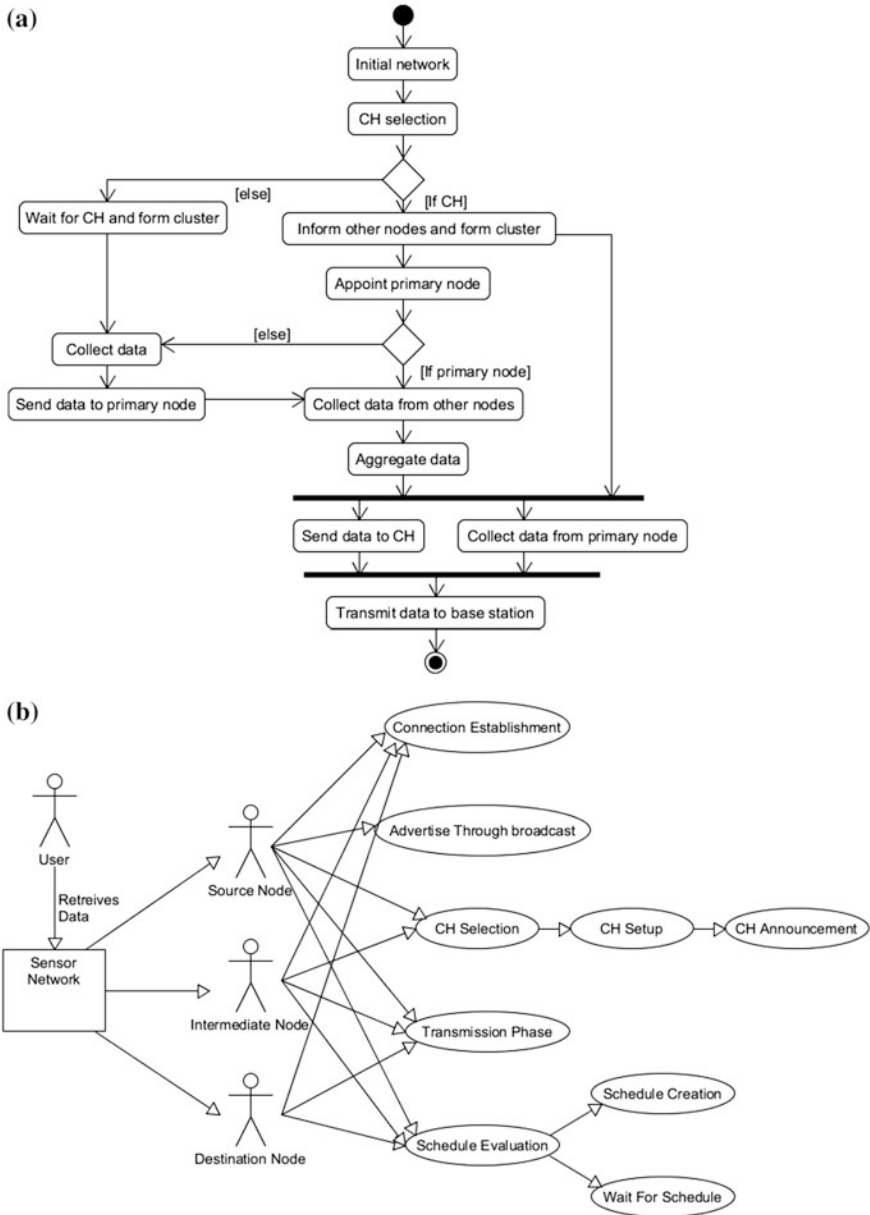 (a)
Initial network
CH selection
[else]
[If CH]
Wait for CH and form cluster
Inform other nodes and form cluster
Appoint primary node
[else]
Collect data
[If primary node]
Send data to primary node
Collect data from other nodes
Aggregate data
Send data to CH
Collect data from primary node
Transmit data to base station
(b)
Connection Establishment
User
Advertise Through broadcast
Source Node
Retreives
Data
CH Selection
CH Setup
CH Announcement
Sensor
Network
Intermediate Node
Transmission Phase
Schedule Creation
Destination Node
Schedule Evaluation
Wait For Schedule